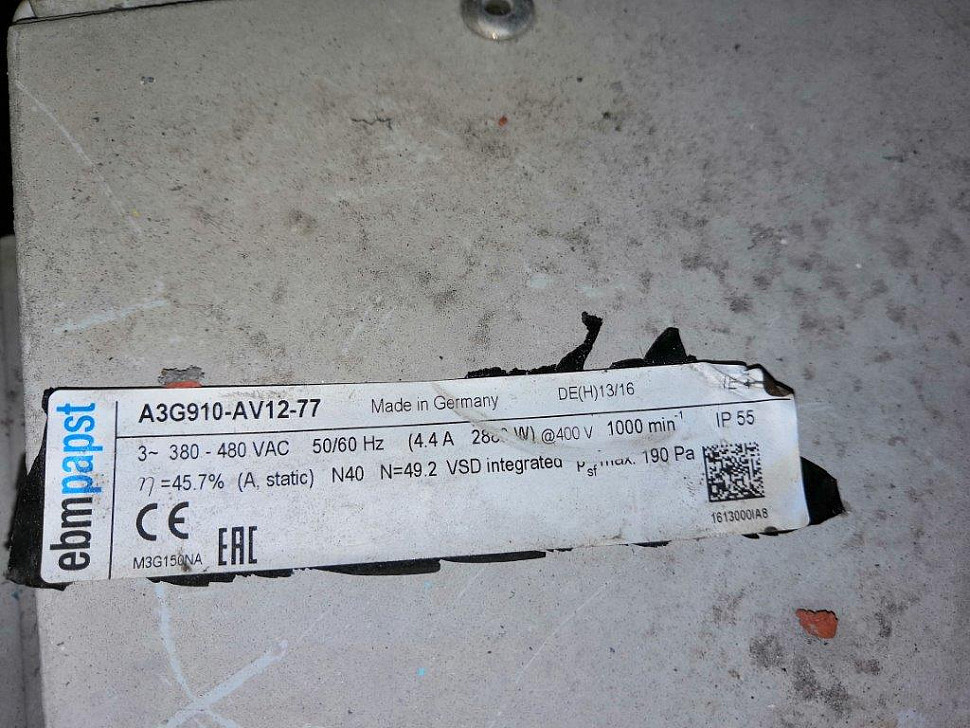 ebmpapst
A3G910-AV12-77 Made in Germany DE(H)13/16
3~ 380 - 480 VAC 50/60 Hz (4.4 A W) @400 V 1000 min⁻¹ IP 55
η =45.7% (A, static) N40 N=49.2 VSD integrated Psf max. 190 Pa
CE
EAC
M3G150NA
1613000IA8